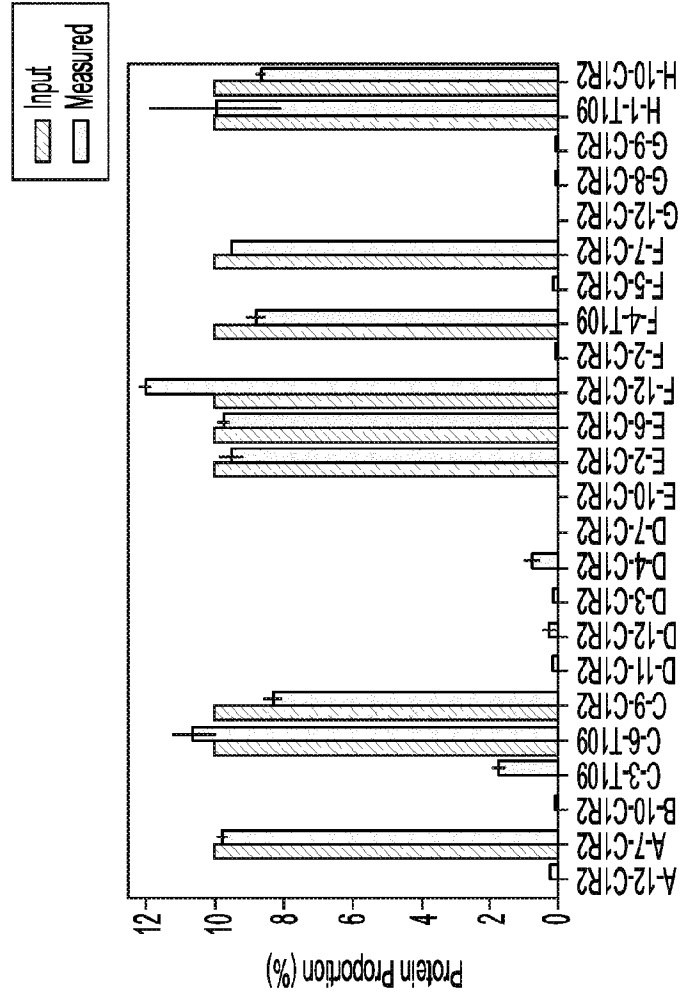 Input
Measured
Protein Proportion (%)
12
10
8
6
4
2
0
A-12-C1R2
A-7-C1R2
B-10-C1R2
C-3-T109
C-6-T109
C-9-C1R2
D-11-C1R2
D-12-C1R2
D-3-C1R2
D-4-C1R2
D-7-C1R2
E-10-C1R2
E-2-C1R2
E-6-C1R2
F-12-C1R2
F-2-C1R2
F-4-T109
F-5-C1R2
F-7-C1R2
G-12-C1R2
G-8-C1R2
G-9-C1R2
H-1-T109
H-10-C1R2